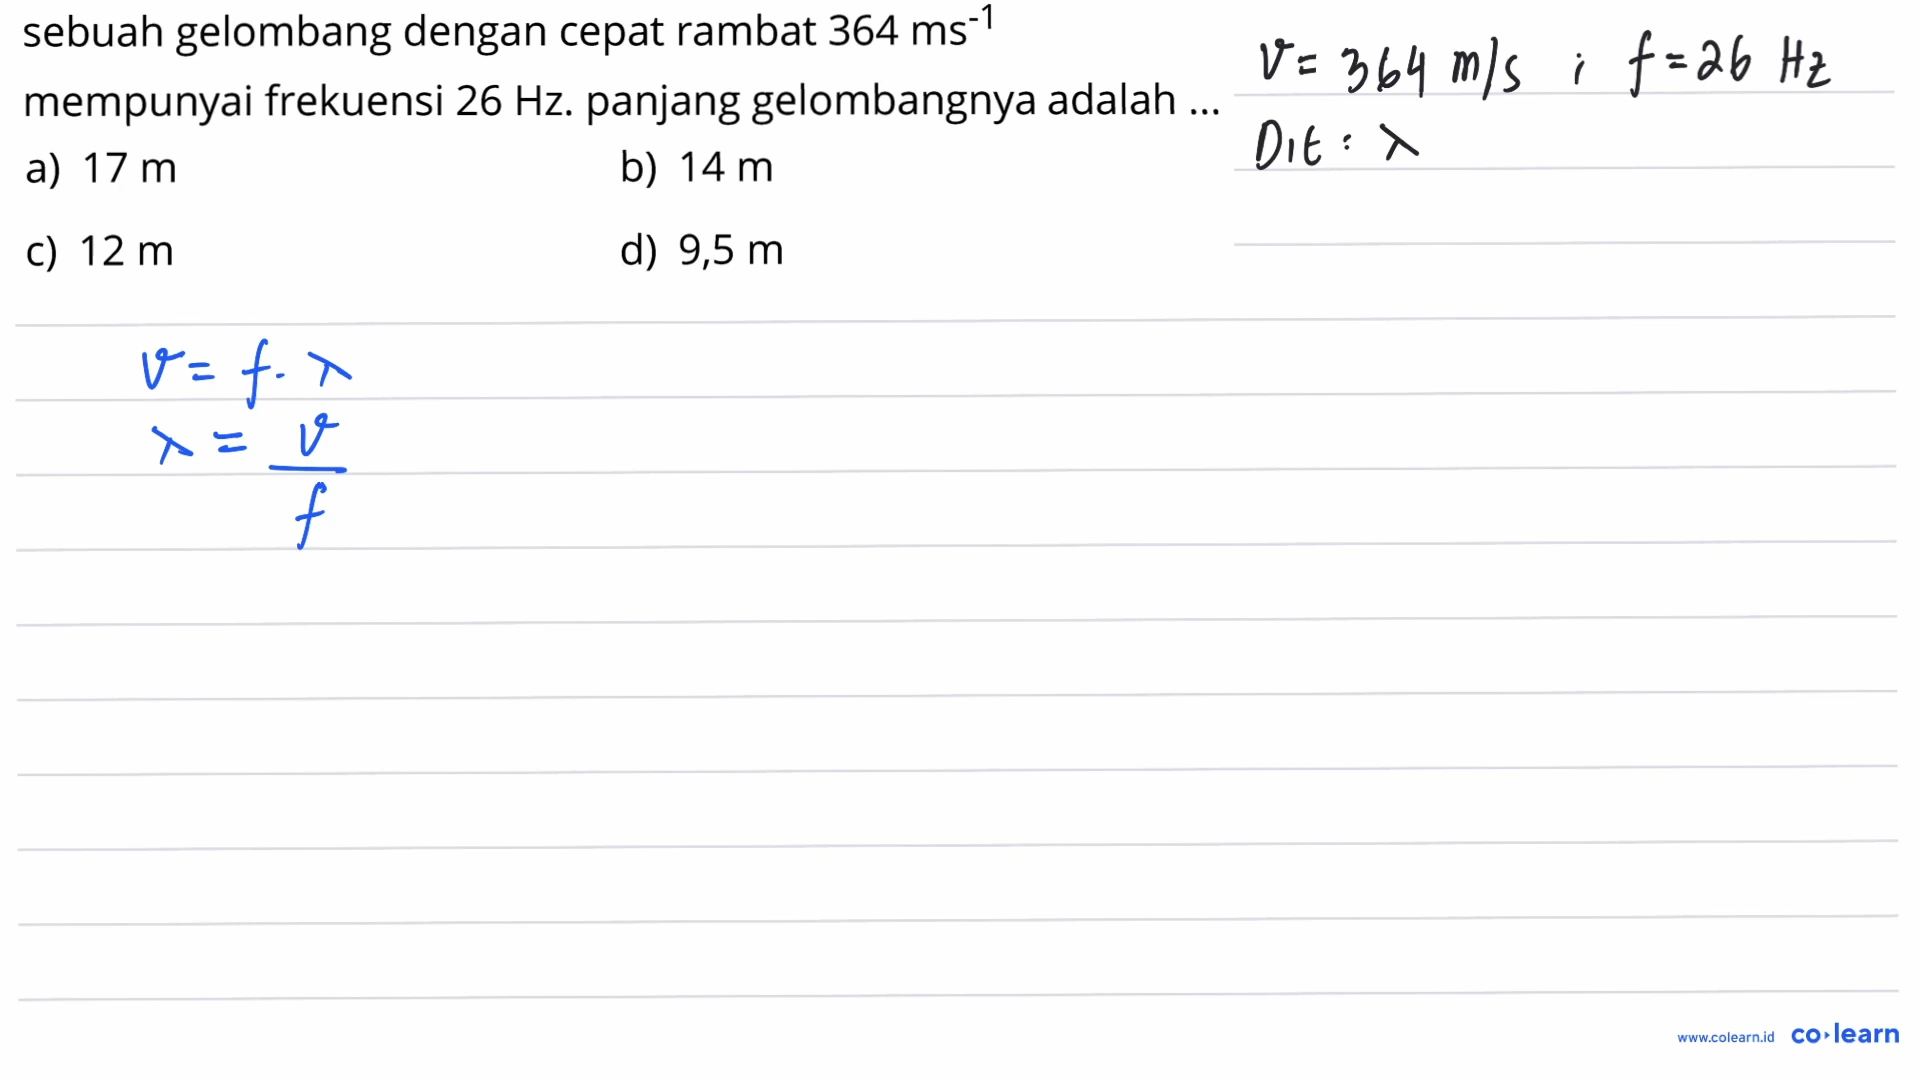 sebuah gelombang dengan cepat rambat 364 ms⁻¹
mempunyai frekuensi 26 Hz. panjang gelombangnya adalah ...
a) 17 m
b) 14 m
c) 12 m
d) 9,5 m
v = 364 m/s ; f = 26 Hz
Dit : λ
v = f . λ
λ = v
f
www.colearn.id co learn